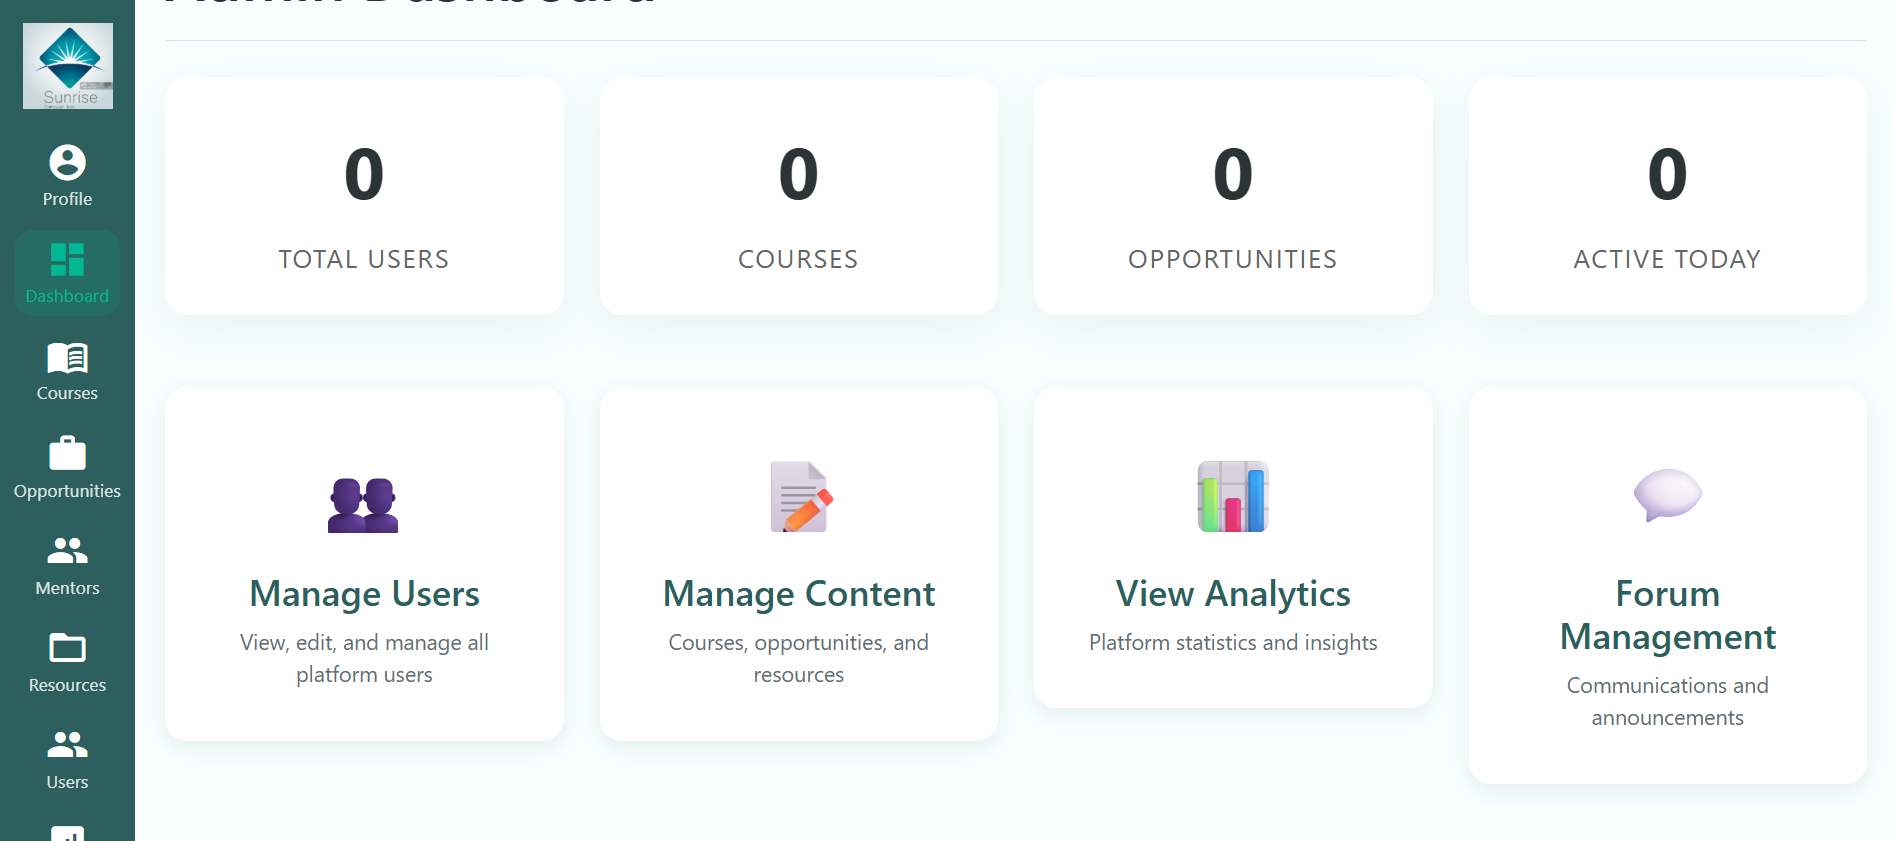 Admin Dashboard
Sunrise
Profile
Dashboard
Courses
Opportunities
Mentors
Resources
Users
0
TOTAL USERS
0
COURSES
0
OPPORTUNITIES
0
ACTIVE TODAY
Manage Users
View, edit, and manage all
platform users
Manage Content
Courses, opportunities, and
resources
View Analytics
Platform statistics and insights
Forum
Management
Communications and
announcements